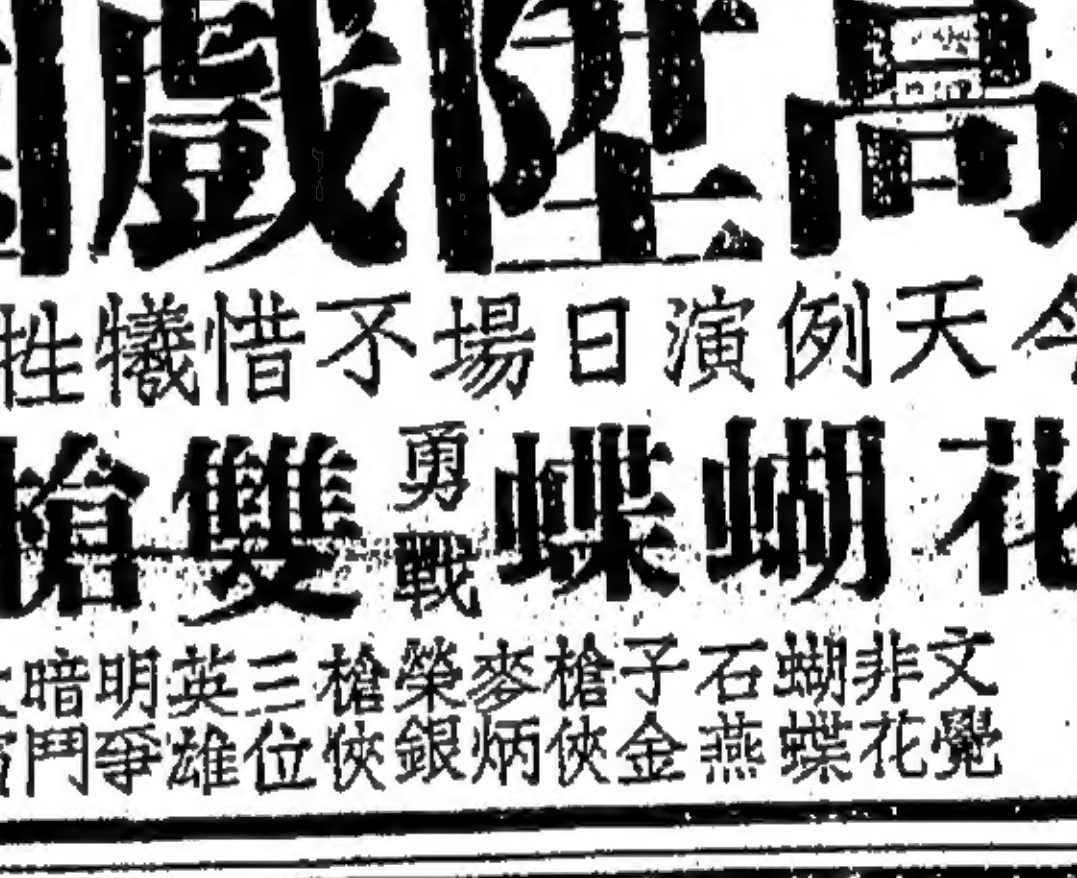 高陞戲
今天例演日場不惜犧牲
花蝴蝶勇戰雙槍
文覺非花蝴蝶石燕子金槍俠麥炳榮銀槍俠三位英雄明爭暗鬥